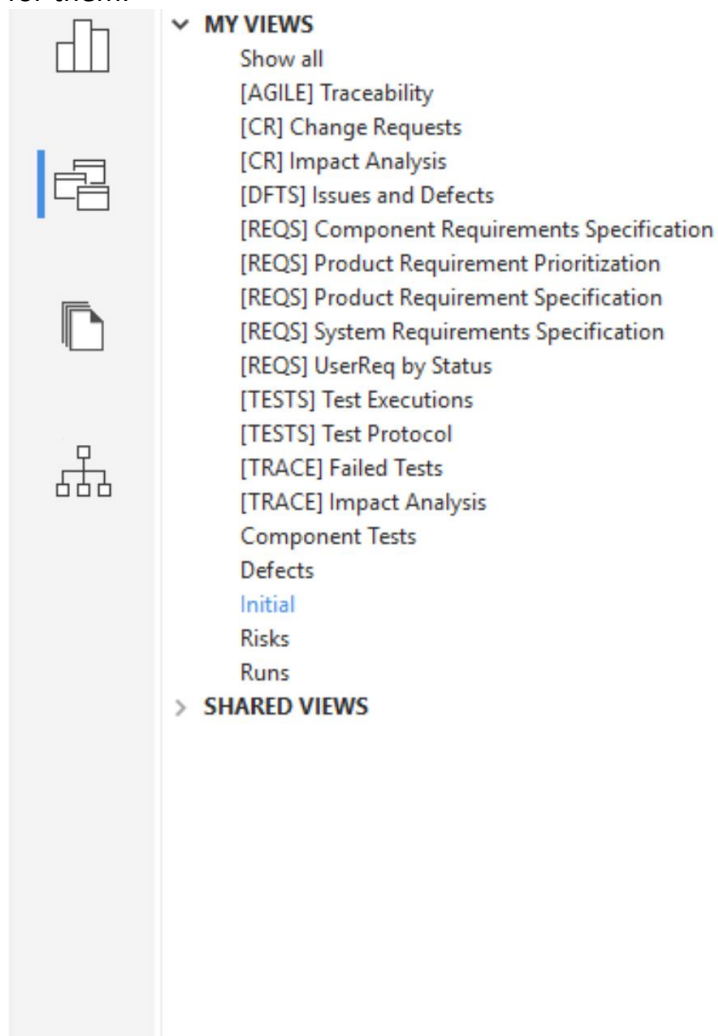 for them.
MY VIEWS
Show all
[AGILE] Traceability
[CR] Change Requests
[CR] Impact Analysis
[DFTS] Issues and Defects
[REQS] Component Requirements Specification
[REQS] Product Requirement Prioritization
[REQS] Product Requirement Specification
[REQS] System Requirements Specification
[REQS] UserReq by Status
[TESTS] Test Executions
[TESTS] Test Protocol
[TRACE] Failed Tests
[TRACE] Impact Analysis
Component Tests
Defects
Initial
Risks
Runs
SHARED VIEWS